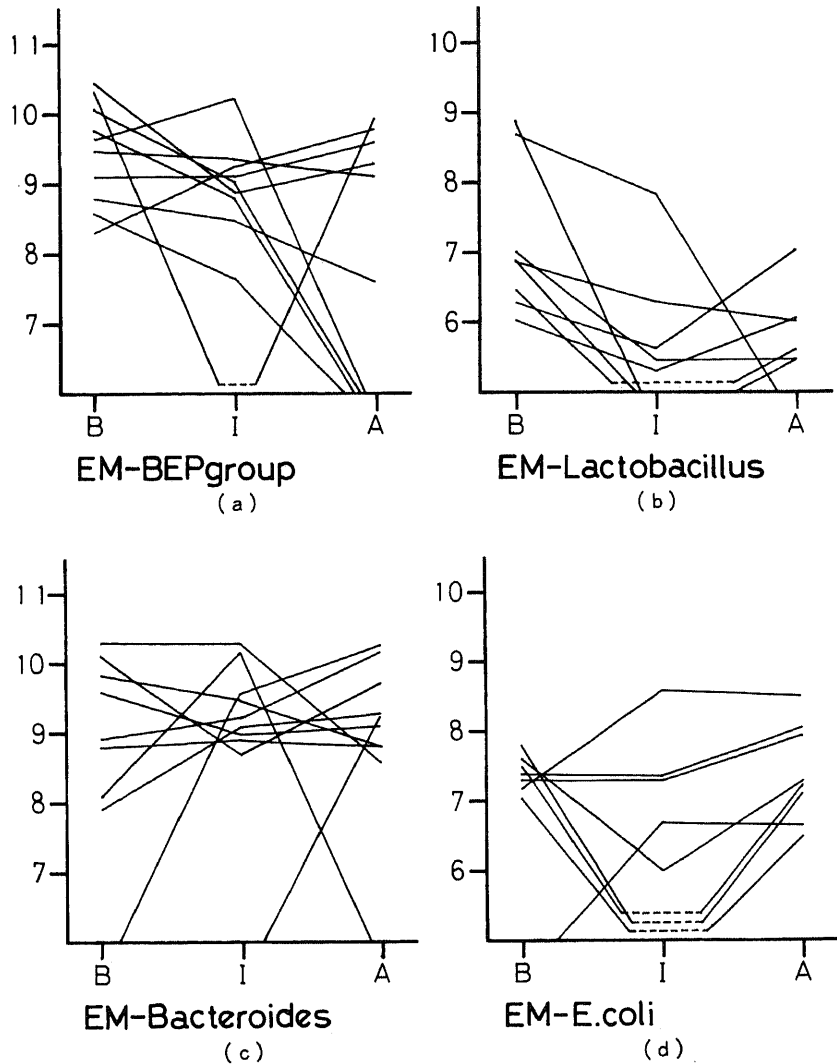 11
10
9
8
7
B I A
EM-BEPgroup
(a)
10
9
8
7
6
B I A
EM-Lactobacillus
(b)
11
10
9
8
7
B I A
EM-Bacteroides
(c)
10
9
8
7
6
B I A
EM-E.coli
(d)